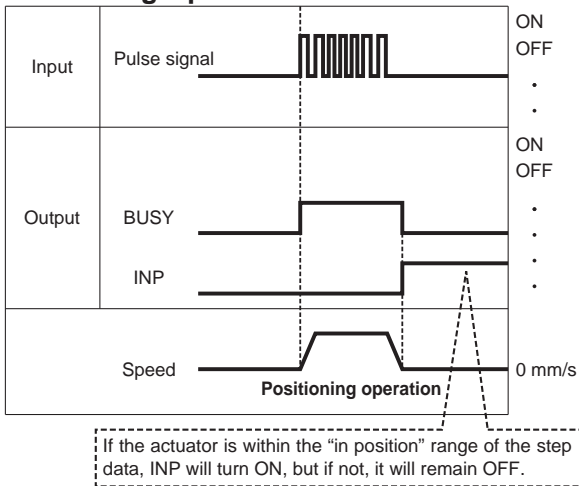 ON
OFF
Input
Pulse signal
ON
OFF
Output
BUSY
INP
Speed
0 mm/s
Positioning operation
If the actuator is within the “in position” range of the step
data, INP will turn ON, but if not, it will remain OFF.